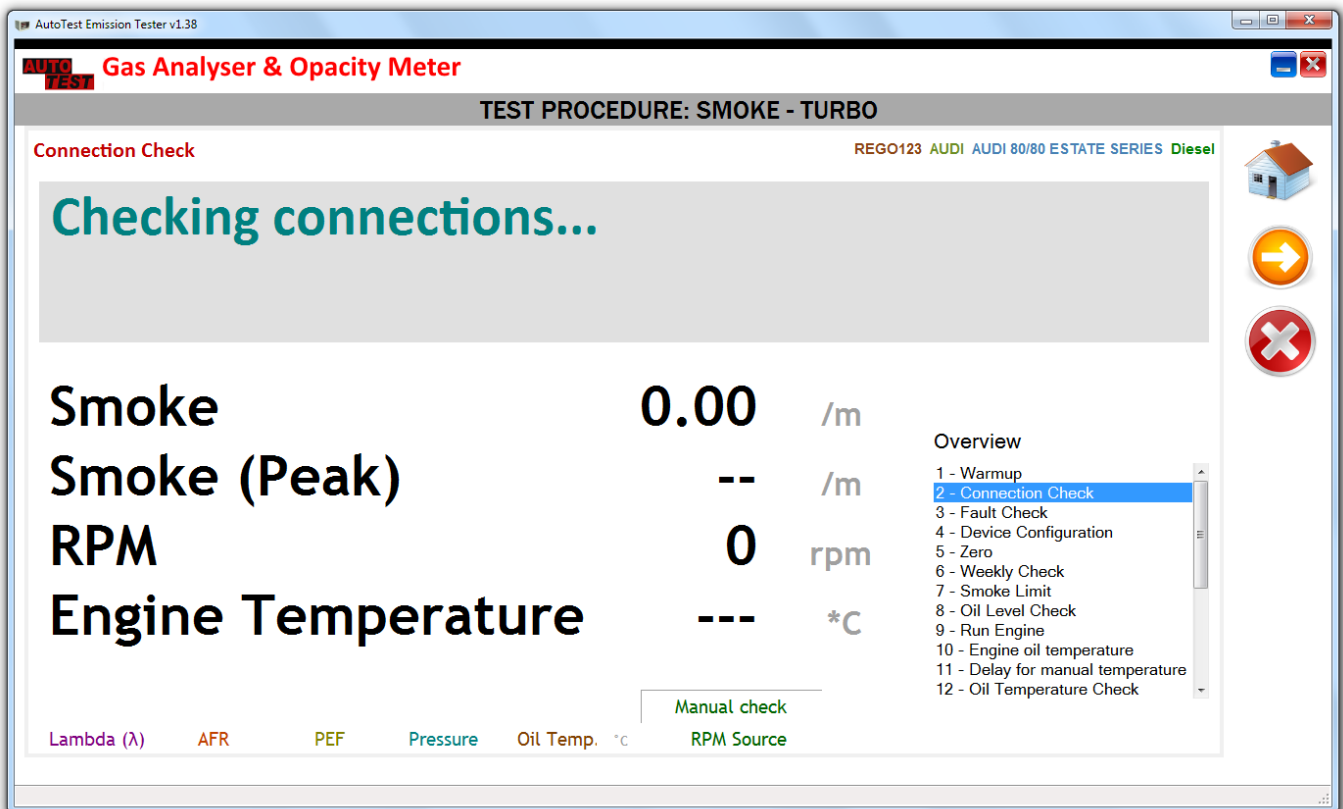 AutoTest Emission Tester v1.38
AUTO TEST
Gas Analyser & Opacity Meter
TEST PROCEDURE: SMOKE - TURBO
Connection Check
REGO123 AUDI AUDI 80/80 ESTATE SERIES Diesel
Checking connections...
Smoke 0.00 /m
Smoke (Peak) -- /m
RPM 0 rpm
Engine Temperature --- *C
Overview
1 - Warmup
2 - Connection Check
3 - Fault Check
4 - Device Configuration
5 - Zero
6 - Weekly Check
7 - Smoke Limit
8 - Oil Level Check
9 - Run Engine
10 - Engine oil temperature
11 - Delay for manual temperature
12 - Oil Temperature Check
Manual check
Lambda (λ) AFR PEF Pressure Oil Temp. °C RPM Source